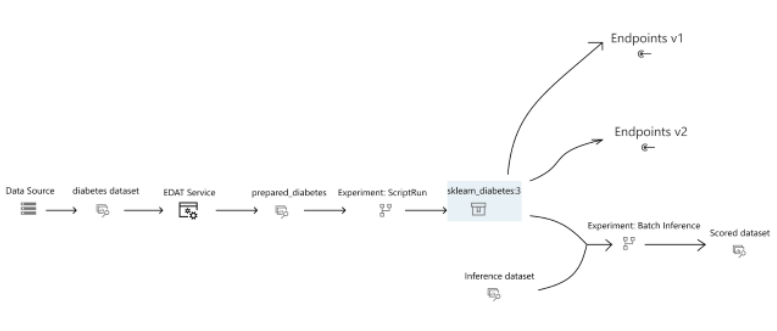 Endpoints v1
Endpoints v2
Data Source
diabetes dataset
EDAT Service
prepared_diabetes
Experiment: ScriptRun
sklearn_diabetes:3
Experiment: Batch Inference
Scored dataset
Inference dataset